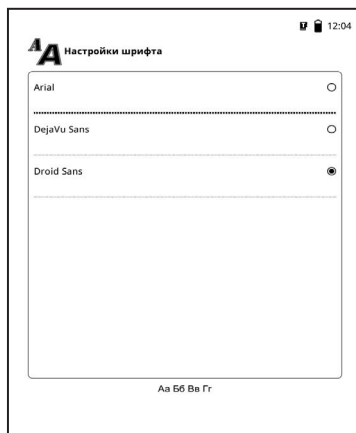 12:04
Настройки шрифта
Arial
DejaVu Sans
Droid Sans
Аа Бб Вв Гг